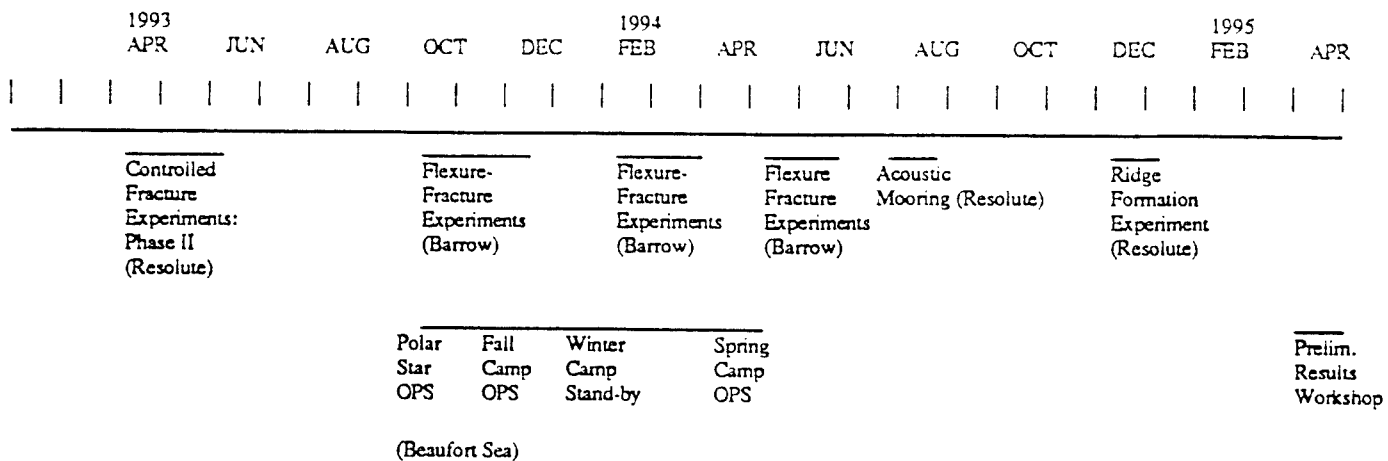 1993
1994
1995
APR JUN AUG OCT DEC FEB APR JUN AUG OCT DEC FEB APR
Controlled
Fracture
Experiments:
Phase II
(Resolute)
Flexure-
Fracture
Experiments
(Barrow)
Flexure-
Fracture
Experiments
(Barrow)
Flexure
Fracture
Experiments
(Barrow)
Acoustic
Mooring (Resolute)
Ridge
Formation
Experiment
(Resolute)
Polar
Star
OPS
Fall
Camp
OPS
Winter
Camp
Stand-by
Spring
Camp
OPS
(Beaufort Sea)
Prelim.
Results
Workshop